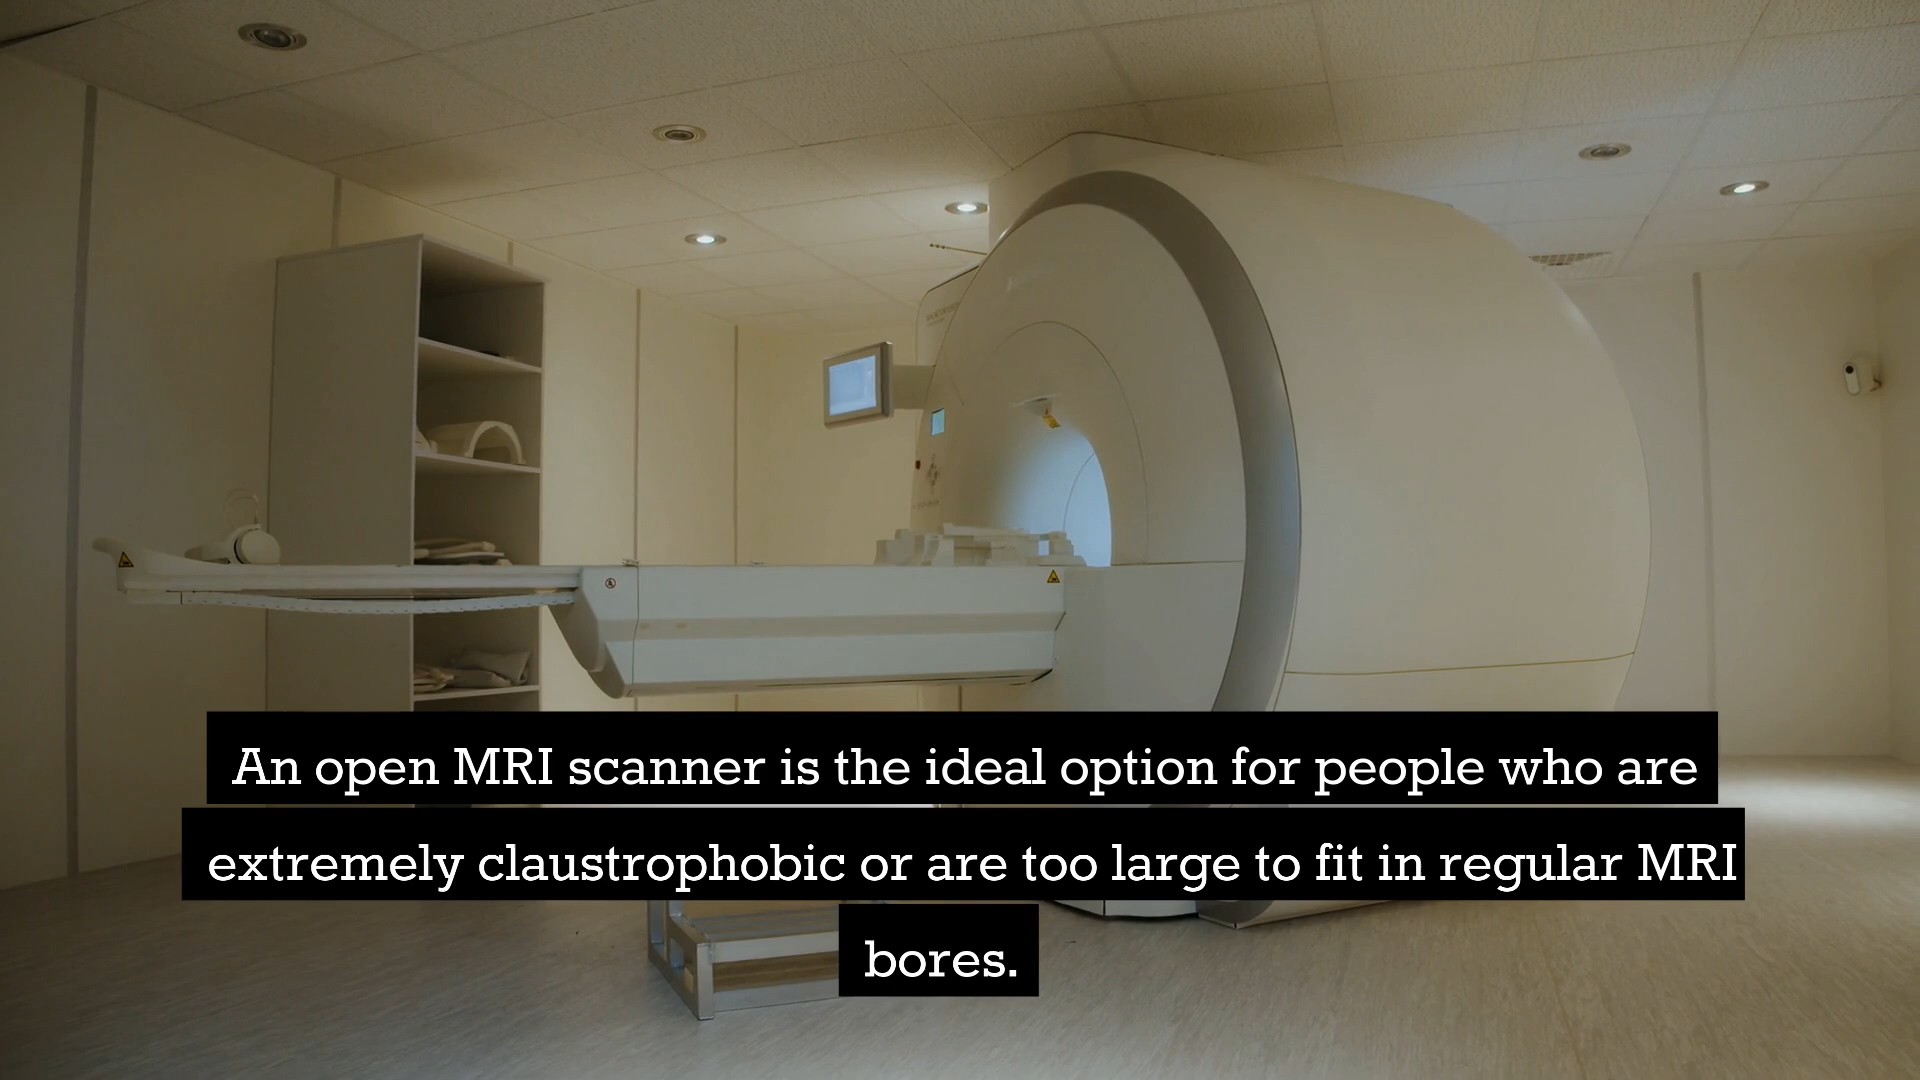 An open MRI scanner is the ideal option for people who are
extremely claustrophobic or are too large to fit in regular MRI
bores.